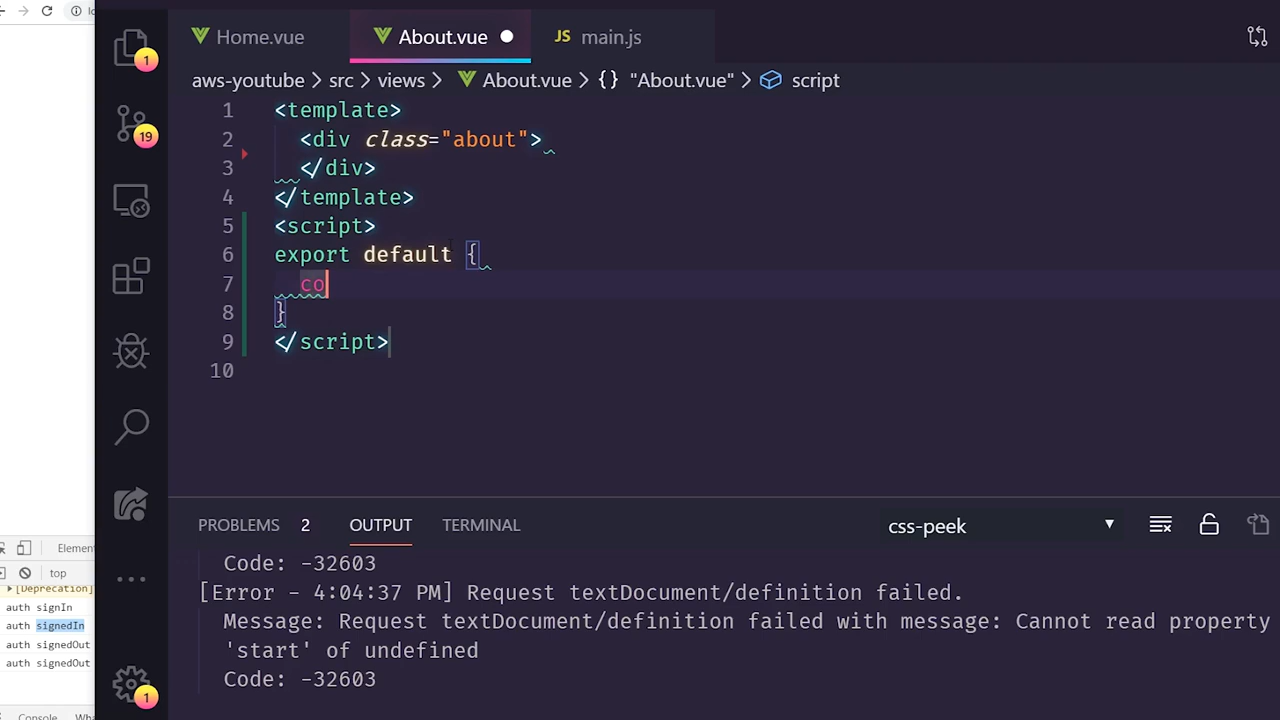 Home.vue
About.vue
JS main.js
aws-youtube > src > views > About.vue > {} "About.vue" > script
1 <template>
2 <div class="about">
3 </div>
4 </template>
5 <script>
6 export default {
7 co
8 }
9 </script>
10
1
19
1
PROBLEMS 2 OUTPUT TERMINAL css-peek
Code: -32603
[Error - 4:04:37 PM] Request textDocument/definition failed.
Message: Request textDocument/definition failed with message: Cannot read property
'start' of undefined
Code: -32603
Elemen
top
[Deprecation]
auth signIn
auth signedIn
auth signedOut
auth signedOut
Console